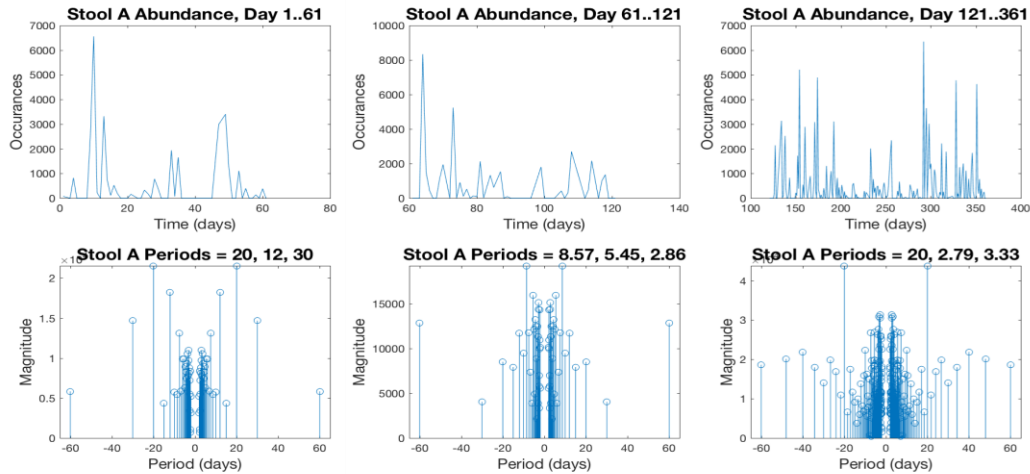 Stool A Abundance, Day 1..61
7000
6000
5000
4000
3000
2000
1000
0
Occurances
0 20 40 60 80
Time (days)
Stool A Abundance, Day 61..121
10000
8000
6000
4000
2000
0
Occurances
60 80 100 120 140
Time (days)
Stool A Abundance, Day 121..361
7000
6000
5000
4000
3000
2000
1000
0
Occurances
100 150 200 250 300 350 400
Time (days)
Stool A Periods = 20, 12, 30
2
1.5
1
0.5
0
Magnitude
-60 -40 -20 0 20 40 60
Period (days)
Stool A Periods = 8.57, 5.45, 2.86
15000
10000
5000
0
Magnitude
-60 -40 -20 0 20 40 60
Period (days)
Stool A Periods = 20, 2.79, 3.33
4
3
2
1
0
Magnitude
-60 -40 -20 0 20 40 60
Period (days)